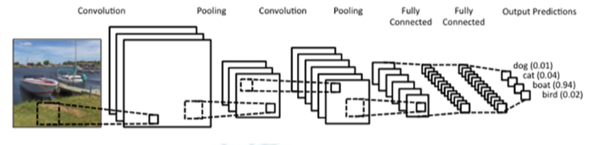 Convolution
Pooling
Convolution
Pooling
Fully
Connected
Fully
Connected
Output Predictions
dog (0.01)
cat (0.04)
boat (0.94)
bird (0.02)